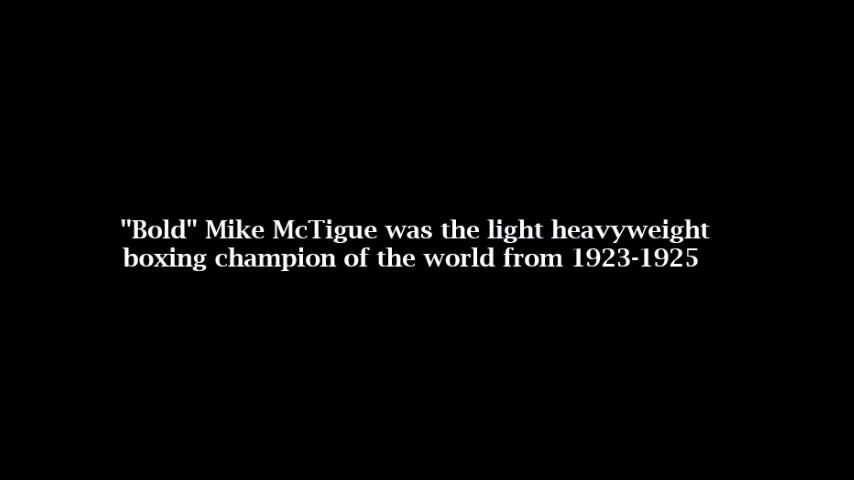 "Bold" Mike McTigue was the light heavyweight
boxing champion of the world from 1923-1925